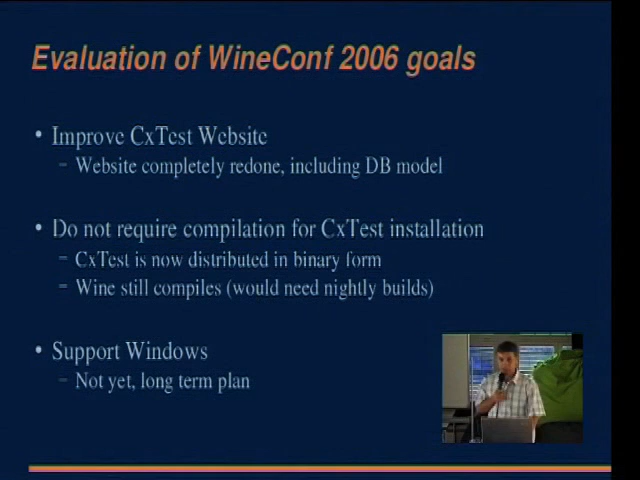 Evaluation of WineConf 2006 goals
• Improve CxTest Website
– Website completely redone, including DB model
• Do not require compilation for CxTest installation
– CxTest is now distributed in binary form
– Wine still compiles (would need nightly builds)
• Support Windows
– Not yet, long term plan